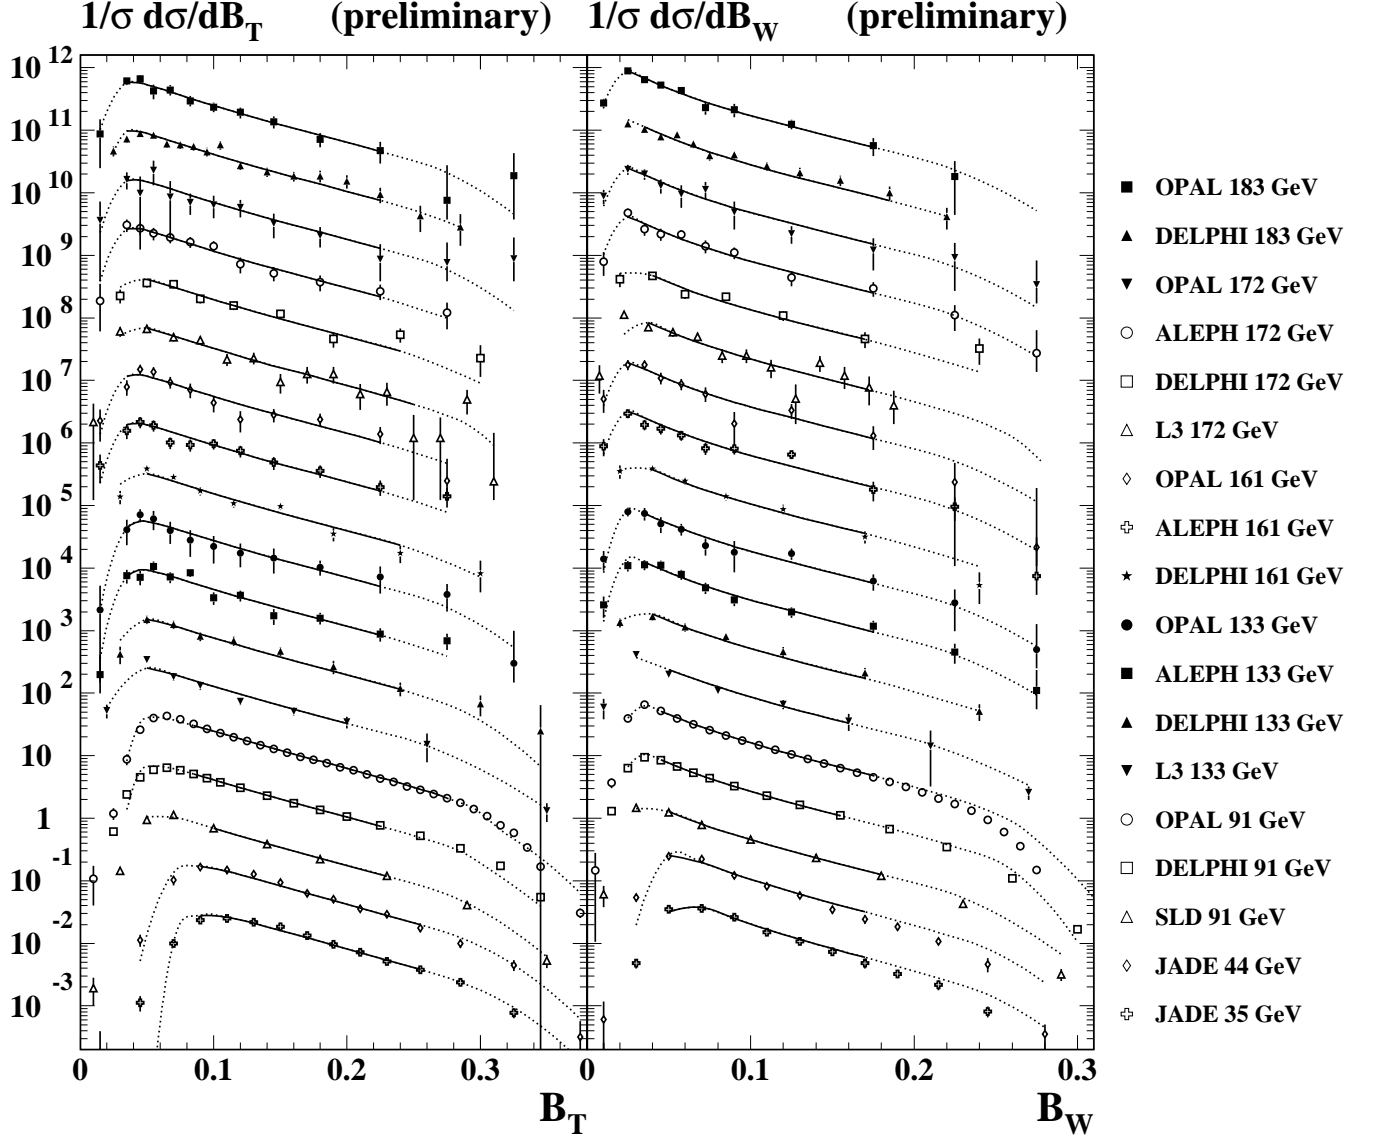 1/σ dσ/dB_T (preliminary) 1/σ dσ/dB_W (preliminary)
10^12
10^11
10^10
10^9
10^8
10^7
10^6
10^5
10^4
10^3
10^2
10
1
10^-1
10^-2
10^-3
0 0.1 0.2 0.3
B_T
0 0.1 0.2 0.3
B_W
OPAL 183 GeV
DELPHI 183 GeV
OPAL 172 GeV
ALEPH 172 GeV
DELPHI 172 GeV
L3 172 GeV
OPAL 161 GeV
ALEPH 161 GeV
DELPHI 161 GeV
OPAL 133 GeV
ALEPH 133 GeV
DELPHI 133 GeV
L3 133 GeV
OPAL 91 GeV
DELPHI 91 GeV
SLD 91 GeV
JADE 44 GeV
JADE 35 GeV